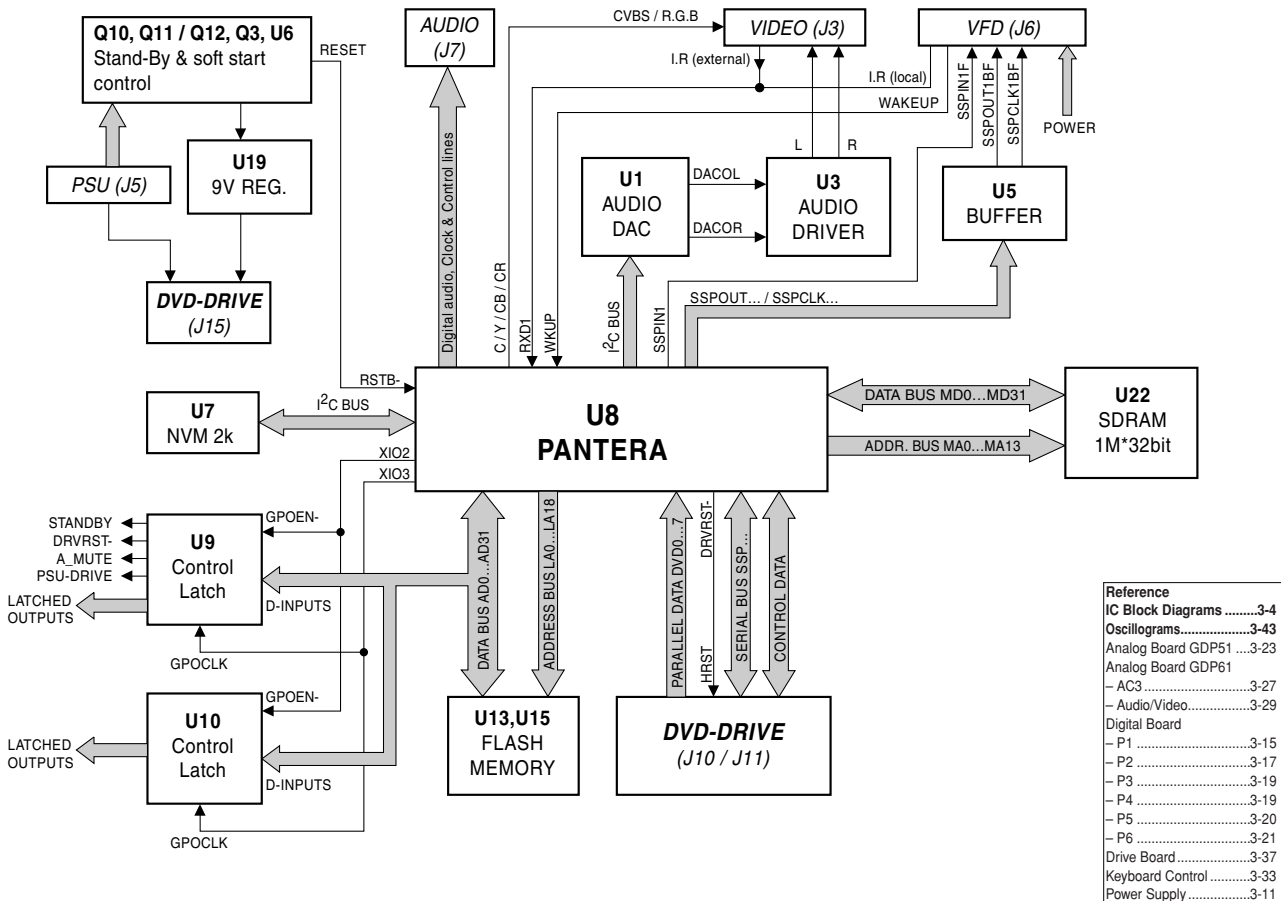 Q10, Q11 / Q12, Q3, U6
Stand-By & soft start
control
RESET
PSU (J5)
U19
9V REG.
DVD-DRIVE
(J15)
AUDIO
(J7)
Digital audio, Clock & Control lines
CVBS / R.G.B
C / Y / CB / CR
VIDEO (J3)
I.R (external)
I.R (local)
WAKEUP
RXD1
WKUP
VFD (J6)
SSPIN1F
SSPOUT1BF
SSPCLK1BF
POWER
L
R
U1
AUDIO
DAC
DACOL
DACOR
U3
AUDIO
DRIVER
U5
BUFFER
I2C BUS
SSPIN1
SSPOUT... / SSPCLK...
RSTB-
U7
NVM 2k
I2C BUS
U8
PANTERA
DATA BUS MD0...MD31
ADDR. BUS MA0...MA13
U22
SDRAM
1M*32bit
XIO2
XIO3
GPOEN-
STANDBY
DRVRST-
A_MUTE
PSU-DRIVE
LATCHED
OUTPUTS
U9
Control
Latch
D-INPUTS
GPOCLK
GPOEN-
U10
Control
Latch
LATCHED
OUTPUTS
D-INPUTS
GPOCLK
DATA BUS AD0...AD31
ADDRESS BUS LA0...LA18
U13,U15
FLASH
MEMORY
PARALLEL DATA DVD0...7
DRVRST-
HRST
SERIAL BUS SSP...
CONTROL DATA
DVD-DRIVE
(J10 / J11)
Reference
IC Block Diagrams .........3-4
Oscillograms...................3-43
Analog Board GDP51 ....3-23
Analog Board GDP61
– AC3 ..........................3-27
– Audio/Video................3-29
Digital Board
– P1 ............................3-15
– P2 ............................3-17
– P3 ............................3-19
– P4 ............................3-19
– P5 ............................3-20
– P6 ............................3-21
Drive Board ....................3-37
Keyboard Control ...........3-33
Power Supply .................3-11